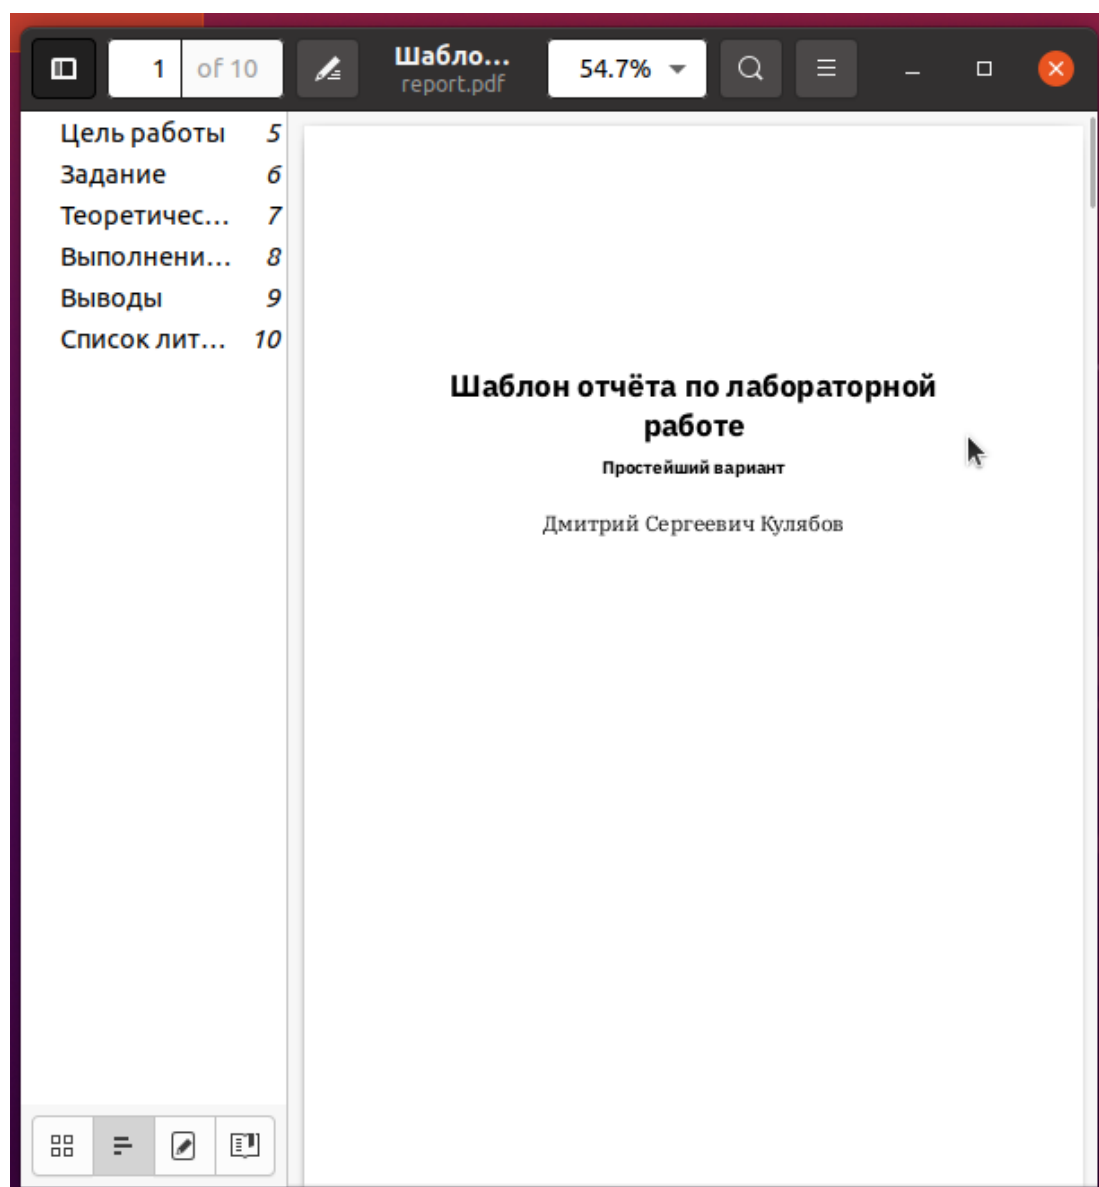 1 of 10
Шабло...
report.pdf
54.7%
Цель работы 5
Задание 6
Теоретичес... 7
Выполнени... 8
Выводы 9
Список лит... 10
Шаблон отчёта по лабораторной
работе
Простейший вариант
Дмитрий Сергеевич Кулябов